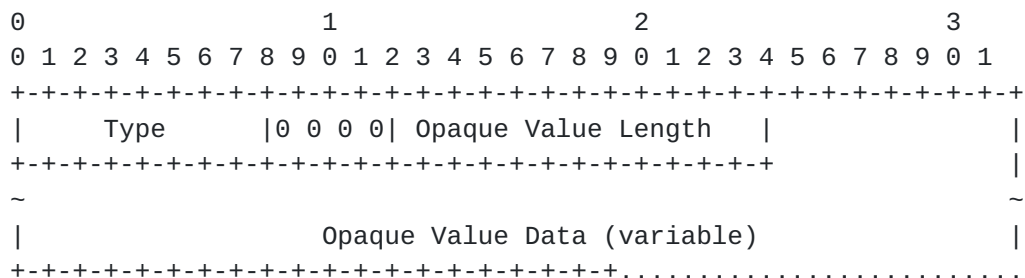 0                   1                   2                   3
0 1 2 3 4 5 6 7 8 9 0 1 2 3 4 5 6 7 8 9 0 1 2 3 4 5 6 7 8 9 0 1
+-+-+-+-+-+-+-+-+-+-+-+-+-+-+-+-+-+-+-+-+-+-+-+-+-+-+-+-+-+-+-+-+
|     Type      |0 0 0 0| Opaque Value Length   |               |
+-+-+-+-+-+-+-+-+-+-+-+-+-+-+-+-+-+-+-+-+-+-+-+-+               |
~                                                               ~
|                   Opaque Value Data (variable)                |
+-+-+-+-+-+-+-+-+-+-+-+-+-+-+-+-+-+-+-+..........................